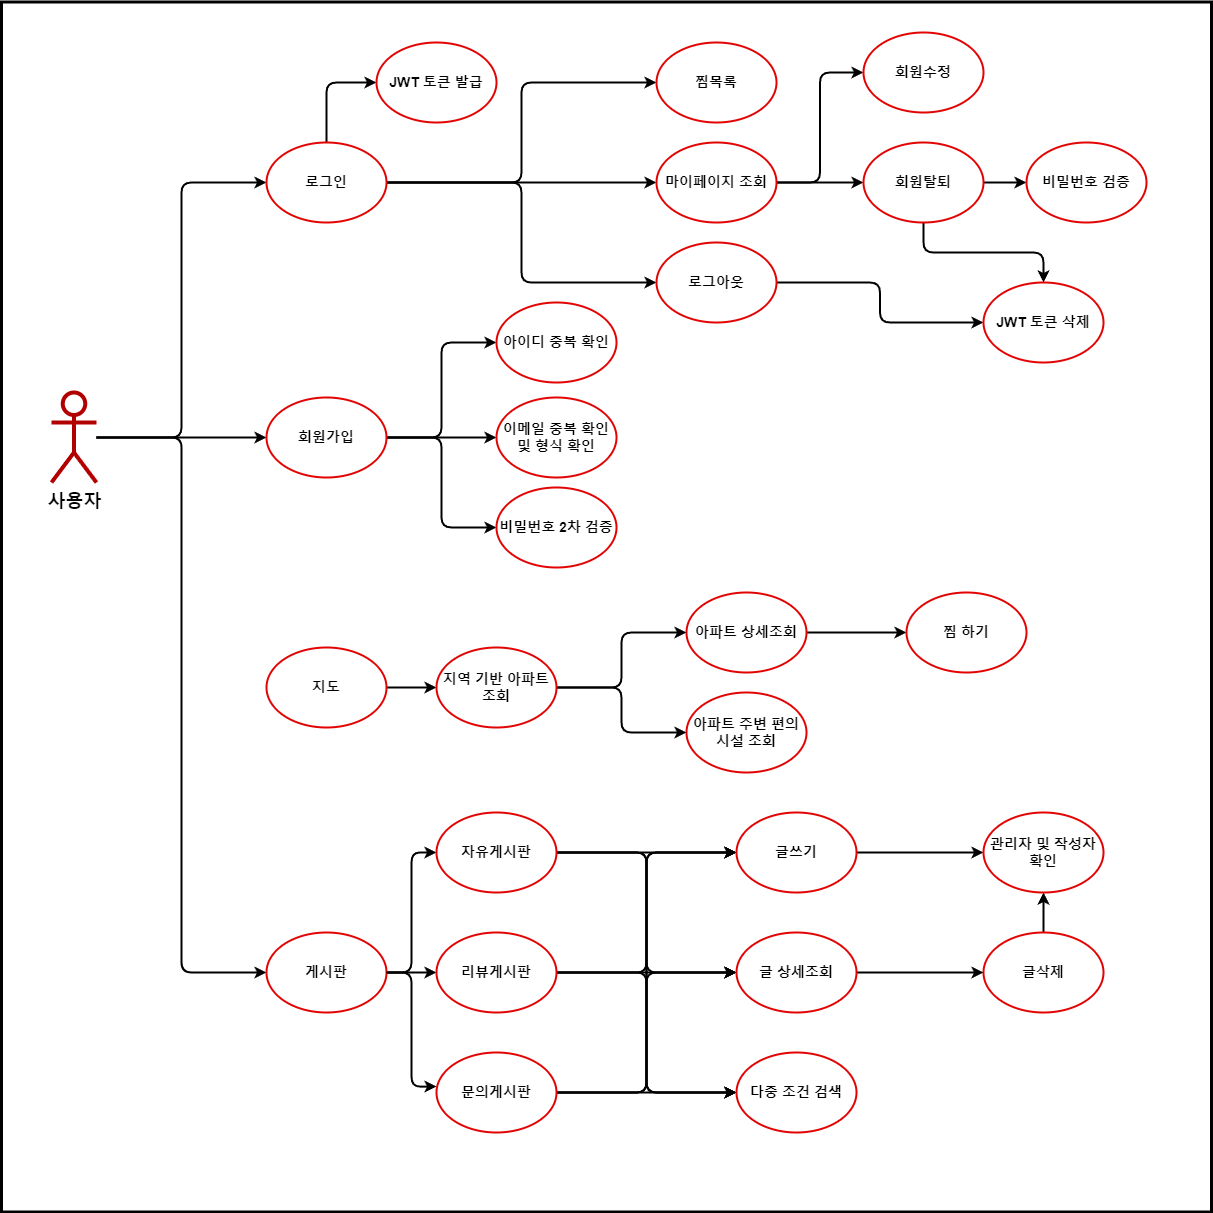 JWT 토큰 발급
찜목록
회원수정
로그인
마이페이지 조회
회원탈퇴
비밀번호 검증
로그아웃
JWT 토큰 삭제
아이디 중복 확인
회원가입
이메일 중복 확인
및 형식 확인
비밀번호 2차 검증
사용자
지도
지역 기반 아파트
조회
아파트 상세조회
찜 하기
아파트 주변 편의
시설 조회
자유게시판
글쓰기
관리자 및 작성자
확인
게시판
리뷰게시판
글 상세조회
글삭제
문의게시판
다중 조건 검색